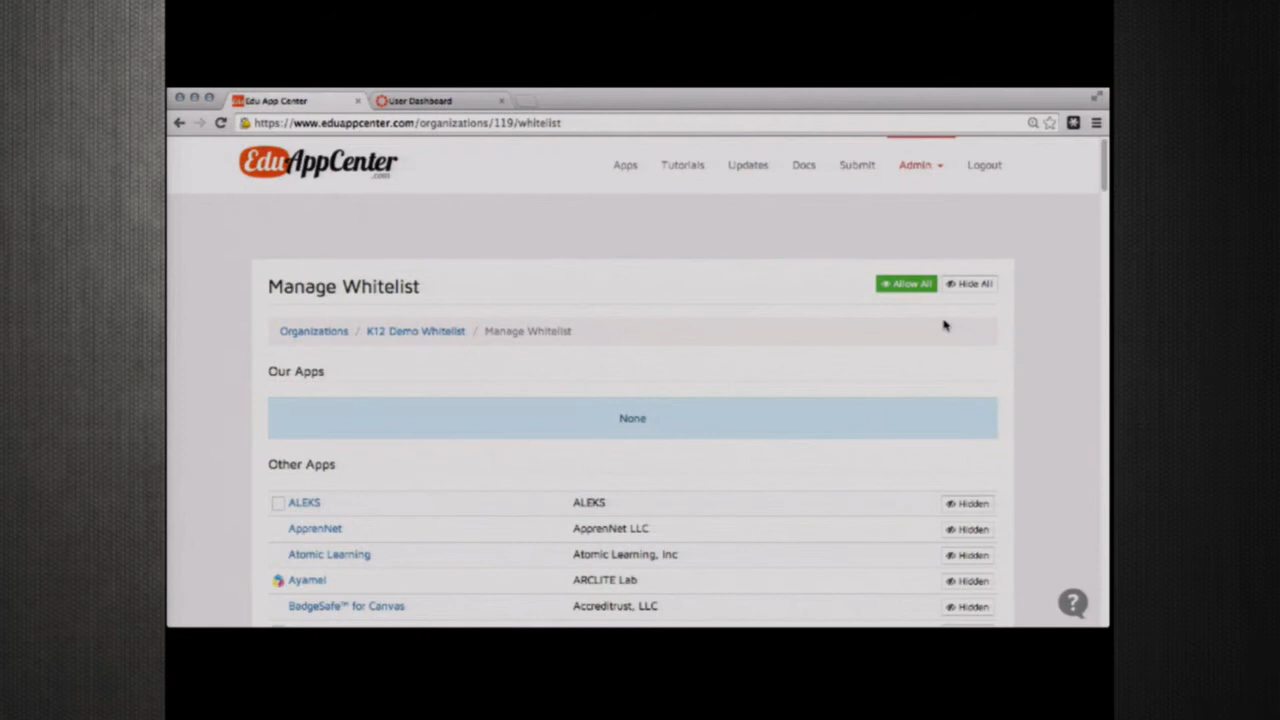 Edu App Center
User Dashboard
https://www.eduappcenter.com/organizations/119/whitelist
EduAppCenter .com
Apps Tutorials Updates Docs Submit Admin Logout
Manage Whitelist Allow All Hide All
Organizations / K12 Demo Whitelist / Manage Whitelist
Our Apps
None
Other Apps
ALEKS ALEKS Hidden
ApprenNet ApprenNet LLC Hidden
Atomic Learning Atomic Learning, Inc Hidden
Ayamel ARCLITE Lab Hidden
BadgeSafe™ for Canvas Accreditrust, LLC Hidden
?